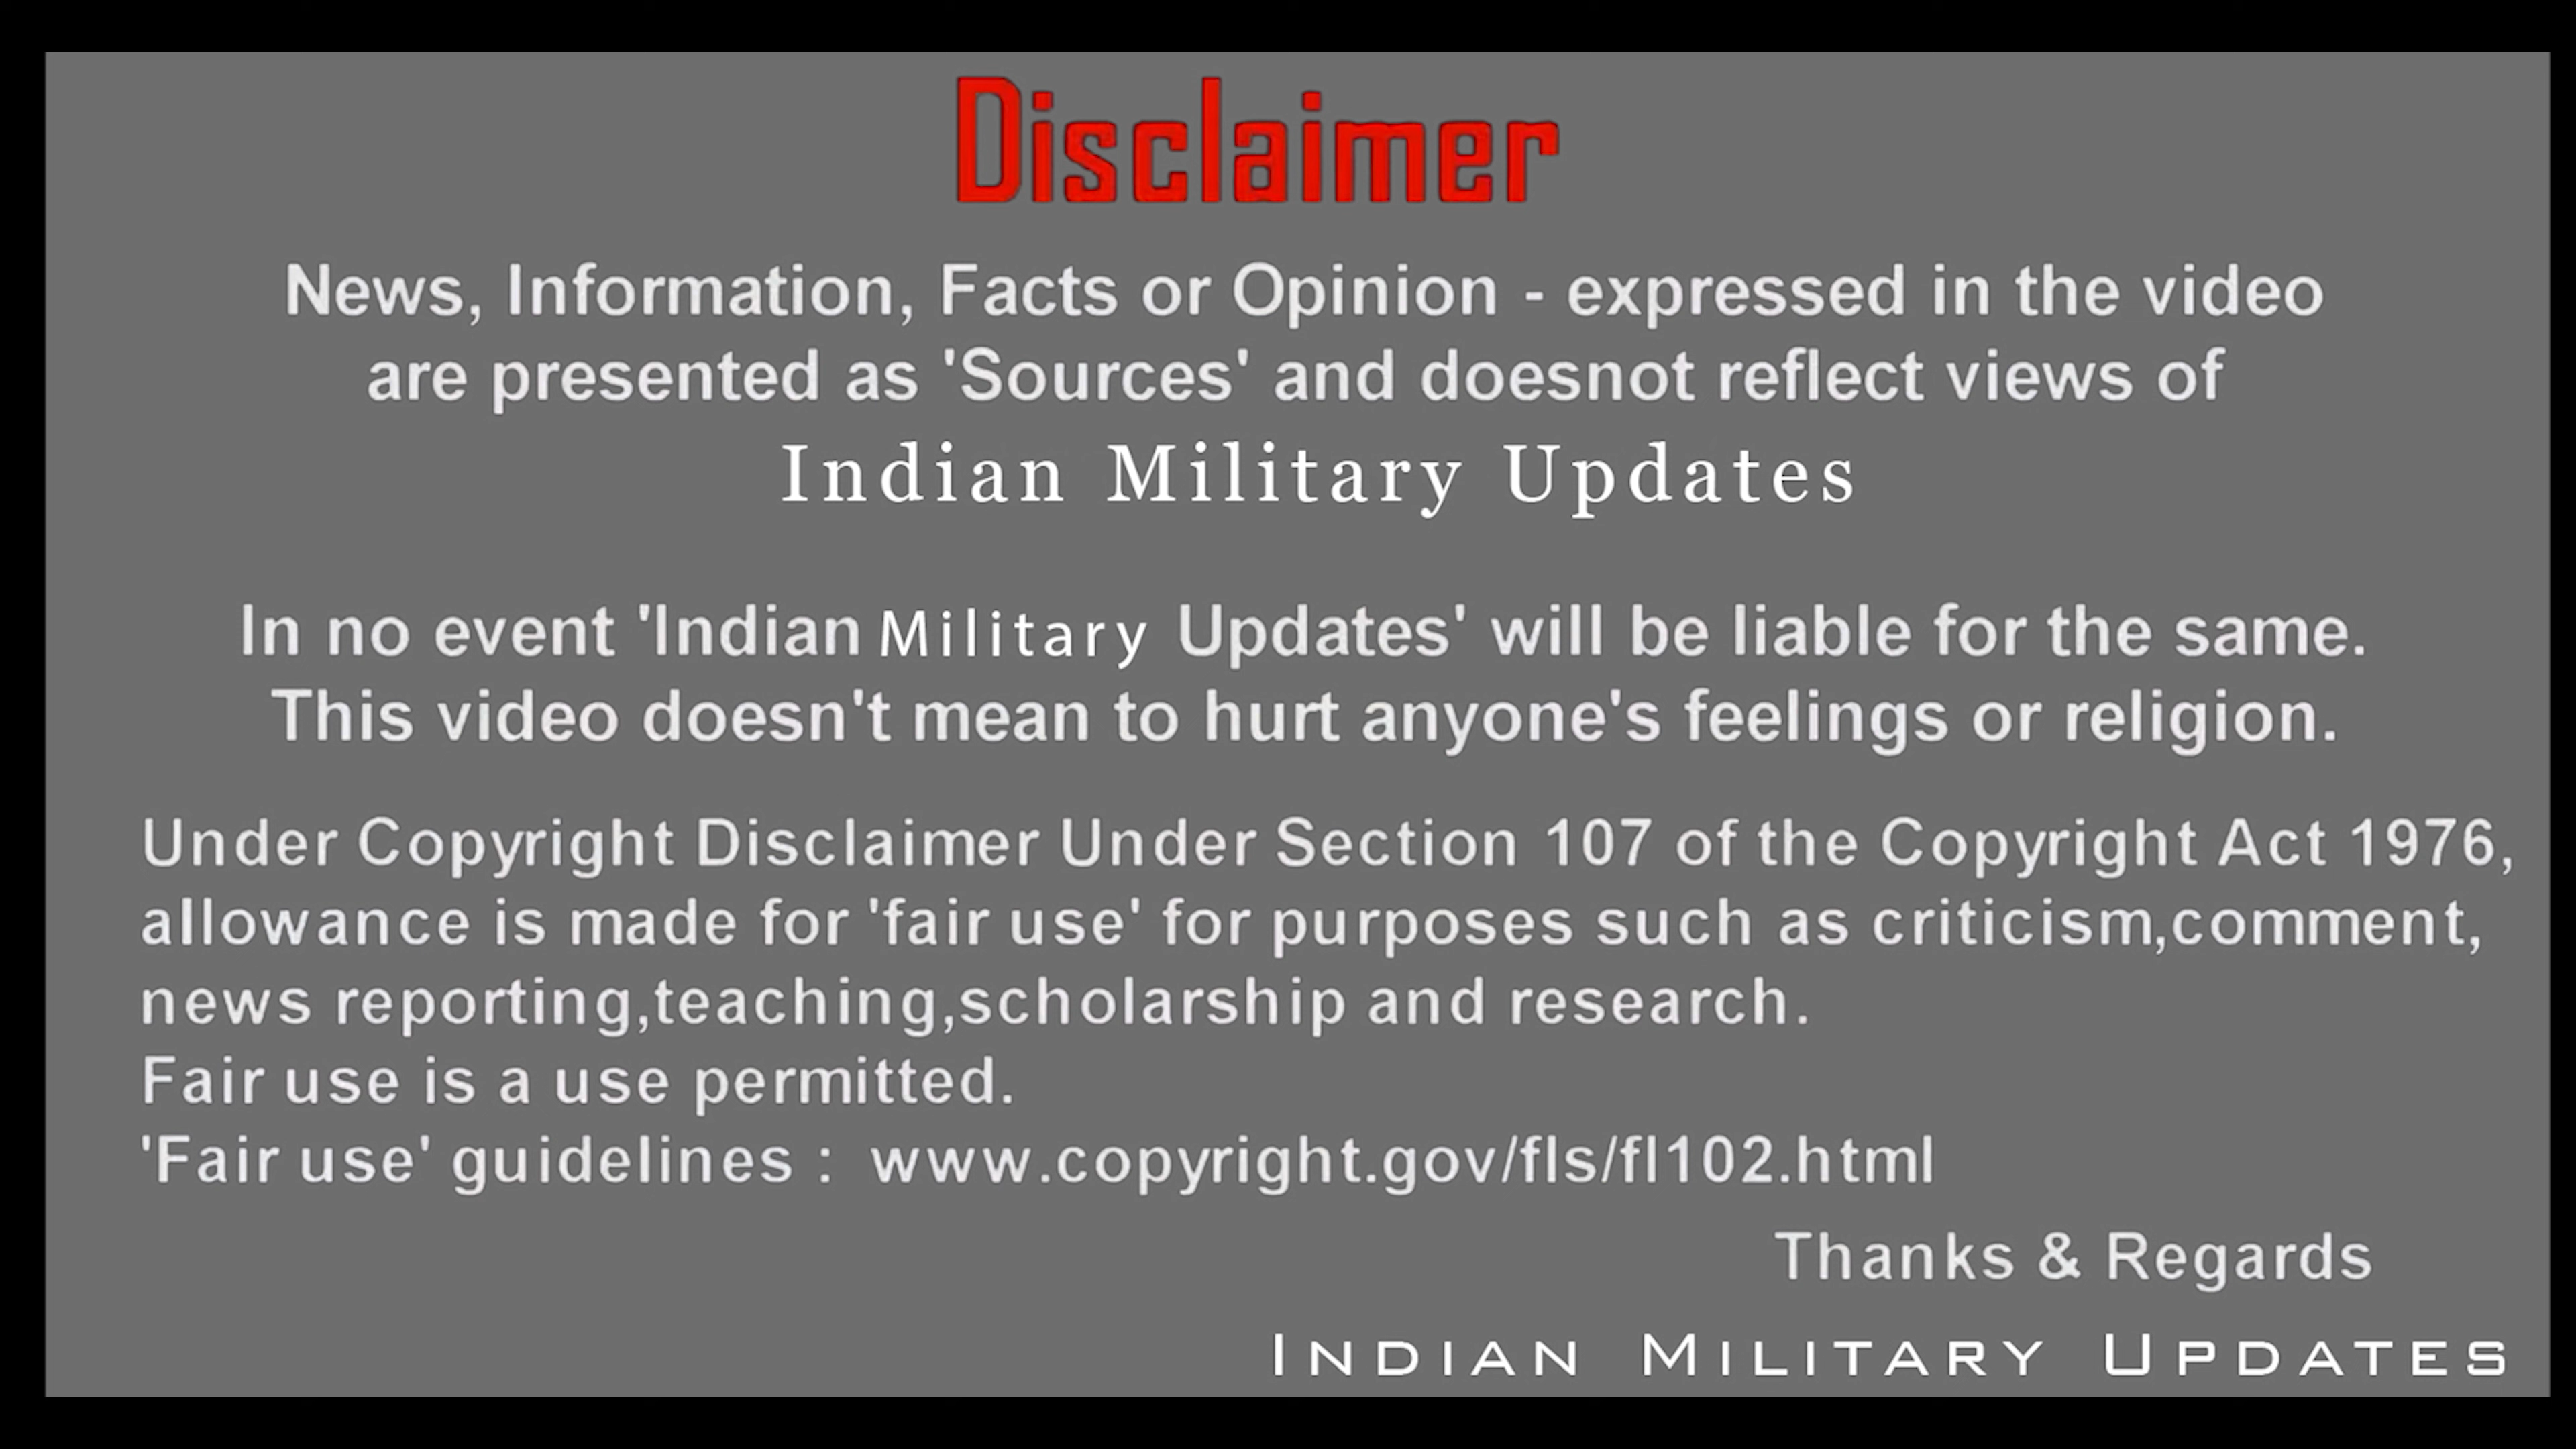 Disclaimer
News, Information, Facts or Opinion - expressed in the video
are presented as 'Sources' and doesnot reflect views of
Indian Military Updates
In no event 'Indian Military Updates' will be liable for the same.
This video doesn't mean to hurt anyone's feelings or religion.
Under Copyright Disclaimer Under Section 107 of the Copyright Act 1976,
allowance is made for 'fair use' for purposes such as criticism,comment,
news reporting,teaching,scholarship and research.
Fair use is a use permitted.
'Fair use' guidelines : www.copyright.gov/fls/fl102.html
Thanks & Regards
INDIAN MILITARY UPDATES